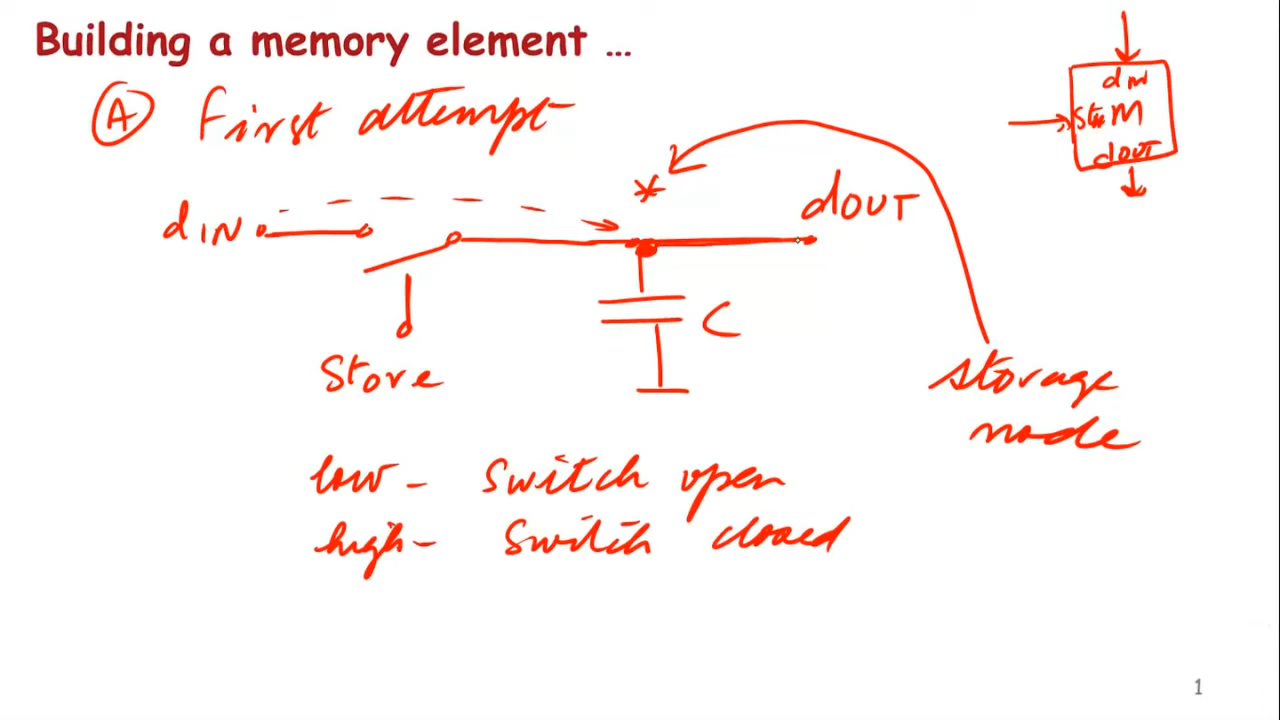 Building a memory element ...
A First attempt
dIN
M
dOUT
*
dOUT
dIN
C
Store
storage
node
low - switch open
high - switch closed
1